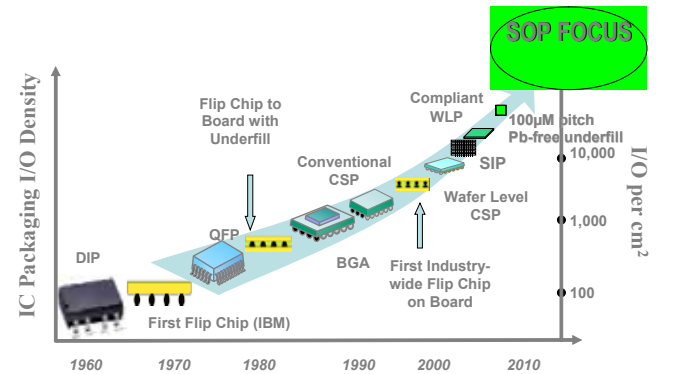 SOP FOCUS
IC Packaging I/O Density
Flip Chip to
Board with
Underfill
Compliant
WLP
100µM pitch
Pb-free underfill
10,000
Conventional
CSP
SIP
I/O per cm²
Wafer Level
CSP
1,000
QFP
DIP
BGA
First Industry-
wide Flip Chip
on Board
100
First Flip Chip (IBM)
1960 1970 1980 1990 2000 2010